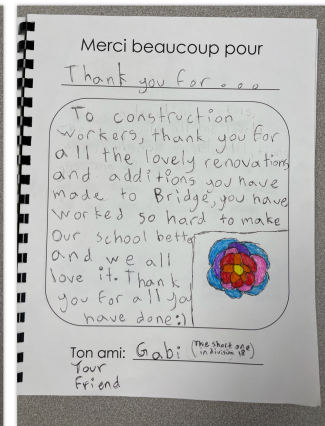 Merci beaucoup pour
Thank you for...
To construction
workers, thank you for
all the lovely renovations
and additions you have
made to Bridge, you have
worked so hard to make
Our school better
and we all
love it. Thank
you for all you
have done:)
Ton ami: Gabi (The short one
in division 18)
Your
Friend